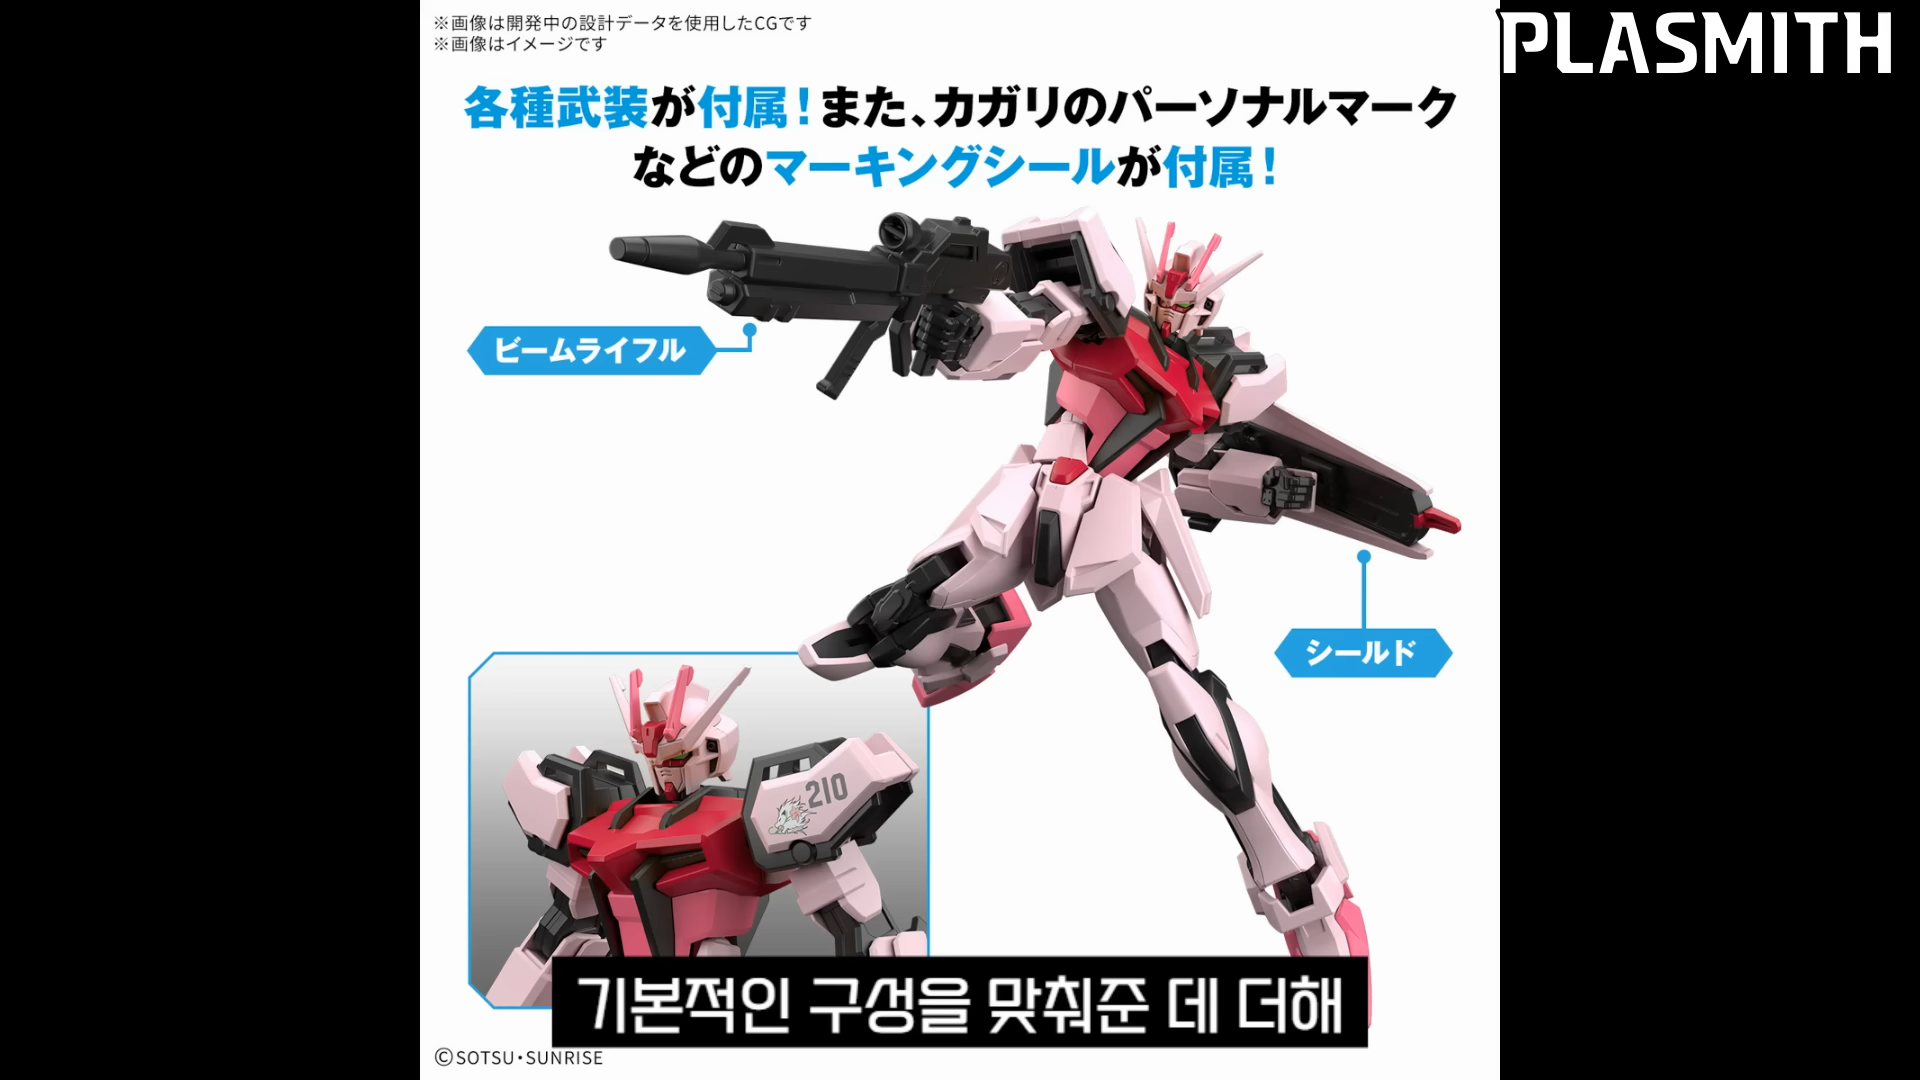 ※画像は開発中の設計データを使用したCGです
※画像はイメージです
PLASMITH
各種武装が付属！また、カガリのパーソナルマーク
などのマーキングシールが付属！
ビームライフル
シールド
210
기본적인 구성을 맞춰준 데 더해
©SOTSU・SUNRISE